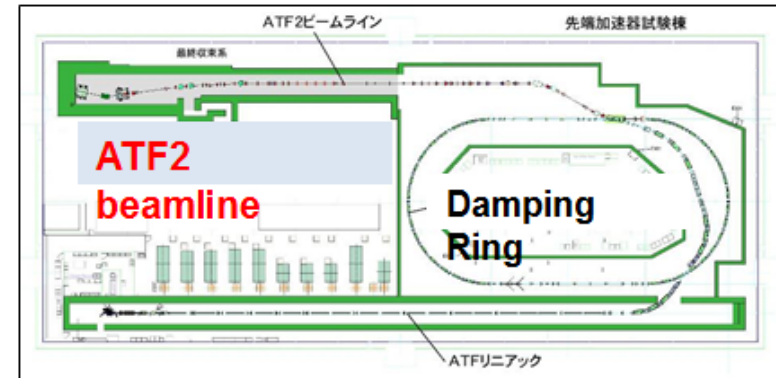 ATF2ビームライン
先端加速器試験棟
最終収束系
ATF2
beamline
Damping
Ring
ATFリニアック